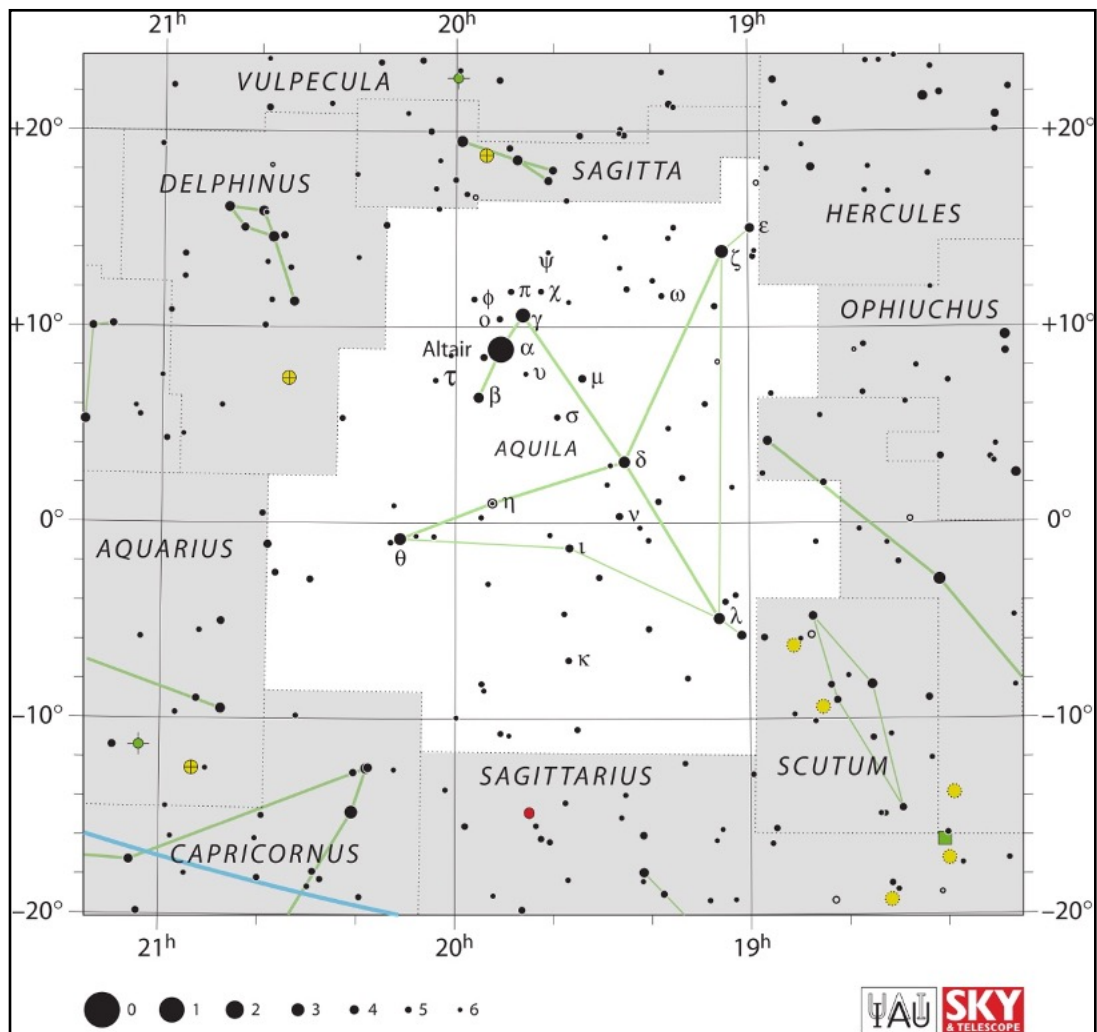 21h 20h 19h
VULPECULA
+20° +20°
SAGITTA
DELPHINUS
HERCULES
ε
ζ
ψ
ω
φ π χ
ο γ
OPHIUCHUS
+10° +10°
Altair α
τ υ μ
β
σ
AQUILA δ
η ν
0° 0°
AQUARIUS θ ι
λ
κ
−10° −10°
SAGITTARIUS SCUTUM
CAPRICORNUS
−20° −20°
21h 20h 19h
0 1 2 3 4 5 6
IAU SKY
& TELESCOPE